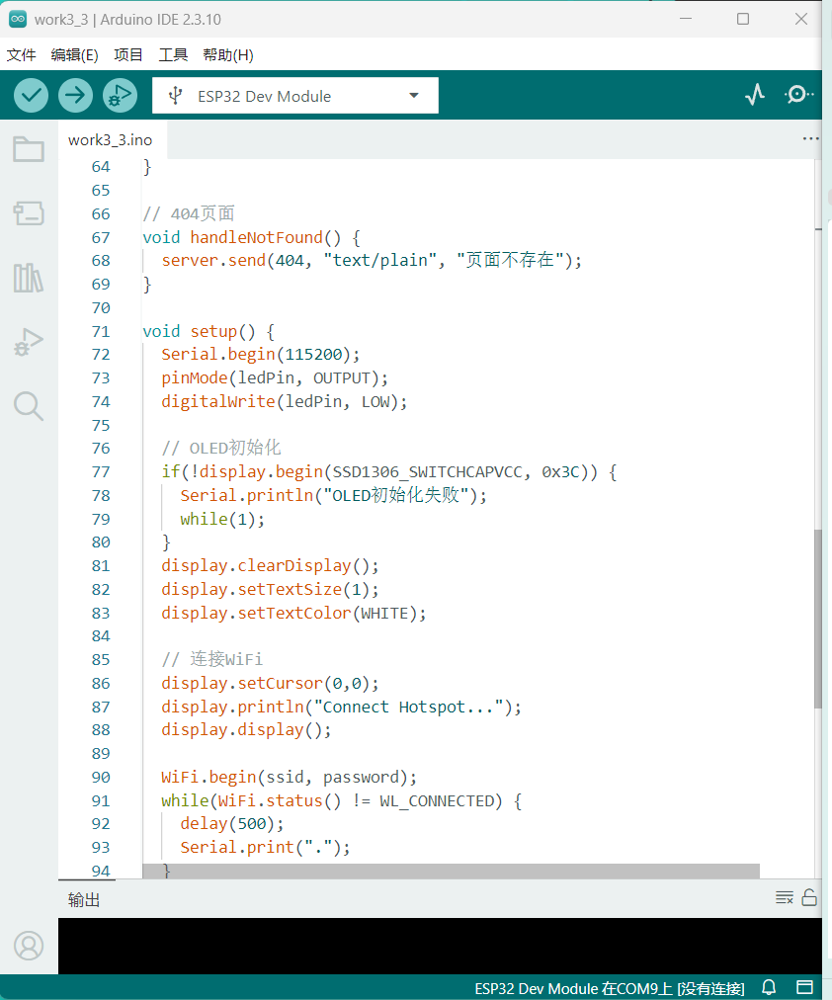 work3_3 | Arduino IDE 2.3.10
文件 编辑(E) 项目 工具 帮助(H)
ESP32 Dev Module
work3_3.ino
64 }
65
66 // 404页面
67 void handleNotFound() {
68   server.send(404, "text/plain", "页面不存在");
69 }
70
71 void setup() {
72   Serial.begin(115200);
73   pinMode(ledPin, OUTPUT);
74   digitalWrite(ledPin, LOW);
75
76   // OLED初始化
77   if(!display.begin(SSD1306_SWITCHCAPVCC, 0x3C)) {
78     Serial.println("OLED初始化失败");
79     while(1);
80   }
81   display.clearDisplay();
82   display.setTextSize(1);
83   display.setTextColor(WHITE);
84
85   // 连接WiFi
86   display.setCursor(0,0);
87   display.println("Connect Hotspot...");
88   display.display();
89
90   WiFi.begin(ssid, password);
91   while(WiFi.status() != WL_CONNECTED) {
92     delay(500);
93     Serial.print(".");
94   }
输出
ESP32 Dev Module 在COM9上 [没有连接]